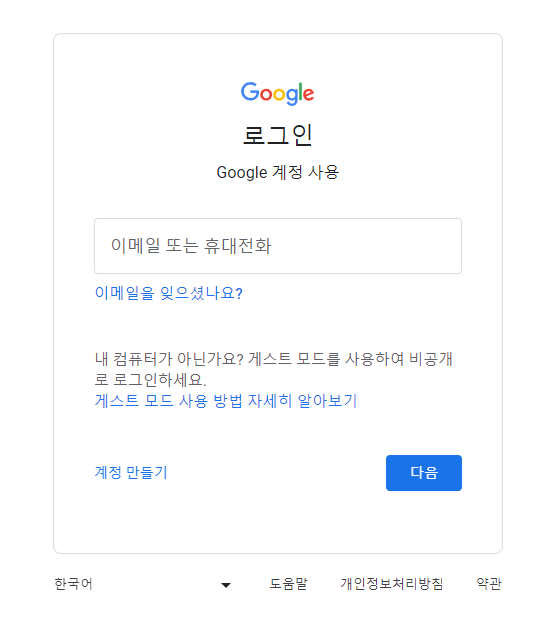 Google
로그인
Google 계정 사용
이메일 또는 휴대전화
이메일을 잊으셨나요?
내 컴퓨터가 아닌가요? 게스트 모드를 사용하여 비공개
로 로그인하세요.
게스트 모드 사용 방법 자세히 알아보기
계정 만들기 다음
한국어 도움말 개인정보처리방침 약관